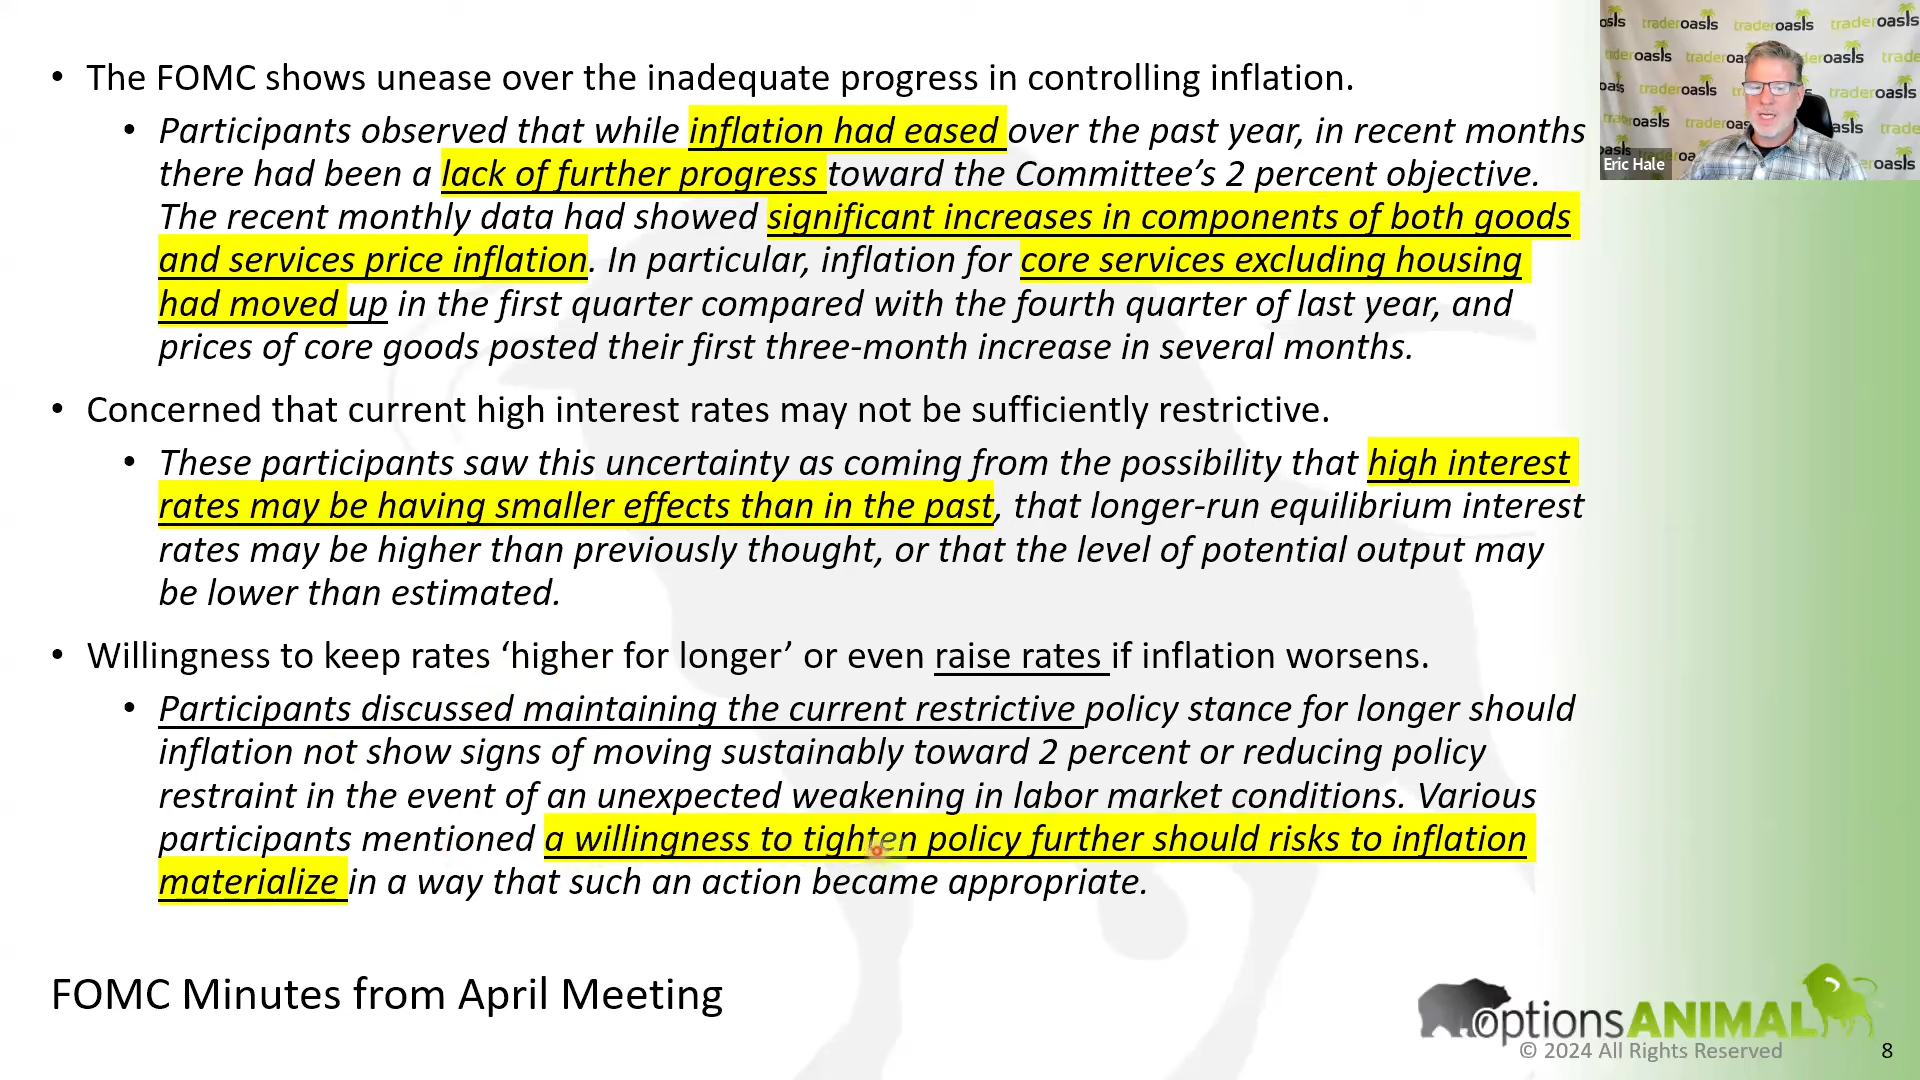 • The FOMC shows unease over the inadequate progress in controlling inflation.
• Participants observed that while inflation had eased over the past year, in recent months
there had been a lack of further progress toward the Committee’s 2 percent objective.
The recent monthly data had showed significant increases in components of both goods
and services price inflation. In particular, inflation for core services excluding housing
had moved up in the first quarter compared with the fourth quarter of last year, and
prices of core goods posted their first three-month increase in several months.
• Concerned that current high interest rates may not be sufficiently restrictive.
• These participants saw this uncertainty as coming from the possibility that high interest
rates may be having smaller effects than in the past, that longer-run equilibrium interest
rates may be higher than previously thought, or that the level of potential output may
be lower than estimated.
• Willingness to keep rates ‘higher for longer’ or even raise rates if inflation worsens.
• Participants discussed maintaining the current restrictive policy stance for longer should
inflation not show signs of moving sustainably toward 2 percent or reducing policy
restraint in the event of an unexpected weakening in labor market conditions. Various
participants mentioned a willingness to tighten policy further should risks to inflation
materialize in a way that such an action became appropriate.
FOMC Minutes from April Meeting
optionsANIMAL
© 2024 All Rights Reserved
8
traderoasis traderoasis traderoasis
Eric Hale